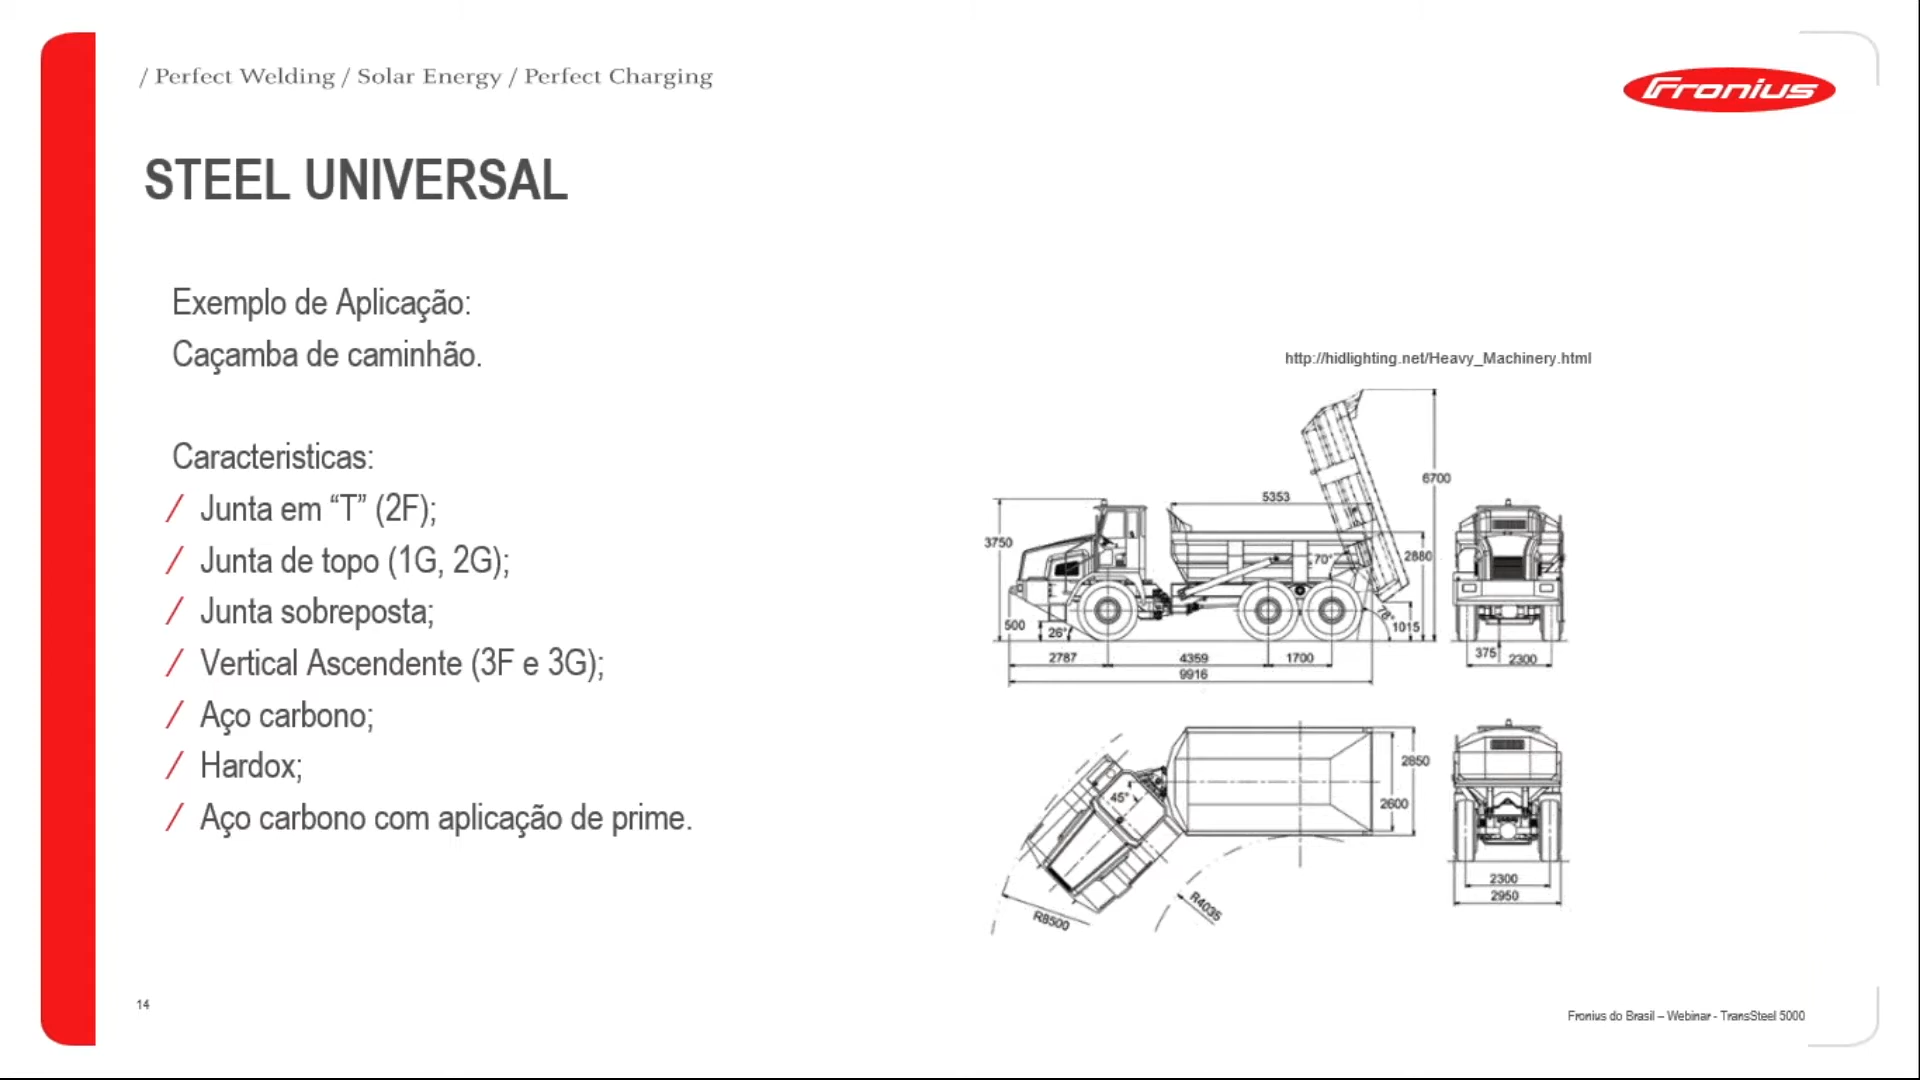 / Perfect Welding / Solar Energy / Perfect Charging
Fronius
STEEL UNIVERSAL
Exemplo de Aplicação:
Caçamba de caminhão.
Caracteristicas:
/ Junta em “T” (2F);
/ Junta de topo (1G, 2G);
/ Junta sobreposta;
/ Vertical Ascendente (3F e 3G);
/ Aço carbono;
/ Hardox;
/ Aço carbono com aplicação de prime.
http://hidlighting.net/Heavy_Machinery.html
6700
5353
3750
70°
2880
500
26°
78°
1015
2787
4359
1700
9916
375
2300
2850
2600
45°
R8500
R4035
2300
2950
14
Fronius do Brasil – Webinar - TransSteel 5000